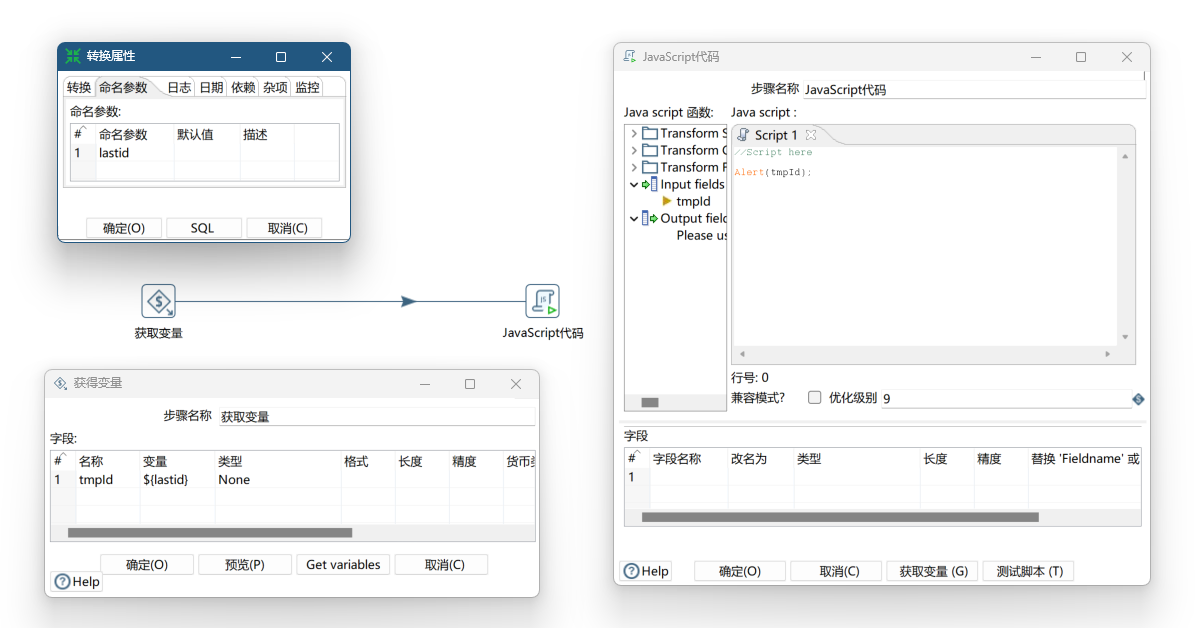 转换属性
转换 命名参数 日志 日期 依赖 杂项 监控
命名参数:
# 命名参数 默认值 描述
1 lastid
确定(O) SQL 取消(C)
获取变量
JavaScript代码
获得变量
步骤名称 获取变量
字段:
# 名称 变量 类型 格式 长度 精度 货币
1 tmpId ${lastid} None
确定(O) 预览(P) Get variables 取消(C)
Help
JavaScript代码
步骤名称 JavaScript代码
Java script 函数: Java script :
Transform S
Transform
Transform F
Input fields
tmpId
Output field
Please us
Script 1
//Script here
Alert(tmpId);
行号: 0
兼容模式? 优化级别 9
字段
# 字段名称 改名为 类型 长度 精度 替换 'Fieldname' 或
1
Help 确定(O) 取消(C) 获取变量 (G) 测试脚本 (T)